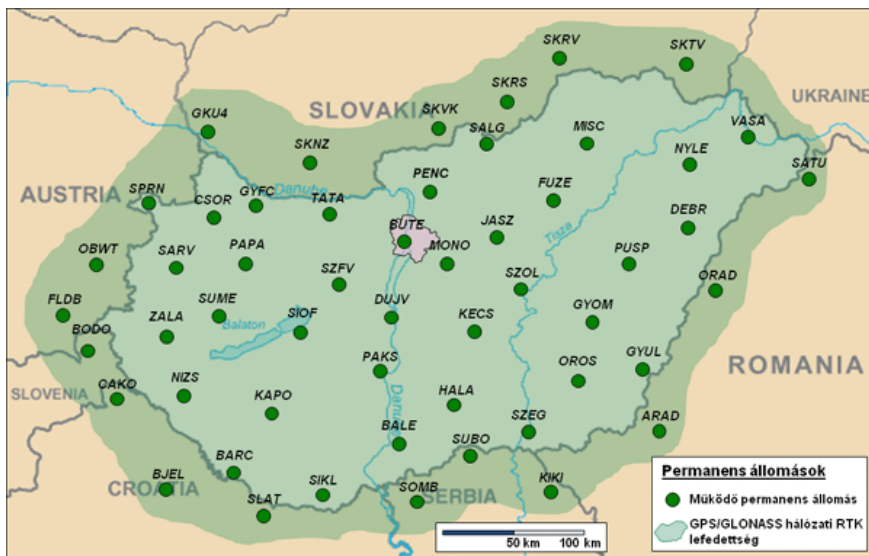 SKRV
SKTV
SKRS
UKRAINE
GKU4
SLOVAKIA
SKVK
SALG
MISC
VASA
SKNZ
NYLE
SATU
PENC
FUZE
AUSTRIA
SPRN
CSOR
GYFC
Danube
TATA
BUTE
JASZ
Tisza
DEBR
OBWT
SARV
PAPA
MONO
PUSP
SZFV
SZOL
ORAD
FLDB
ZALA
SUME
SIOF
DUJV
KECS
GYOM
BODO
Balaton
PAKS
OROS
GYUL
ROMANIA
SLOVENIA
CAKO
NIZS
KAPO
Danube
HALA
BALE
SZEG
ARAD
SUBO
BARC
BJEL
CROATIA
SLAT
SIKL
SOMB
SERBIA
KIKI
Permanens állomások
Működő permanens állomás
GPS/GLONASS hálózati RTK
lefedettség
50 km
100 km